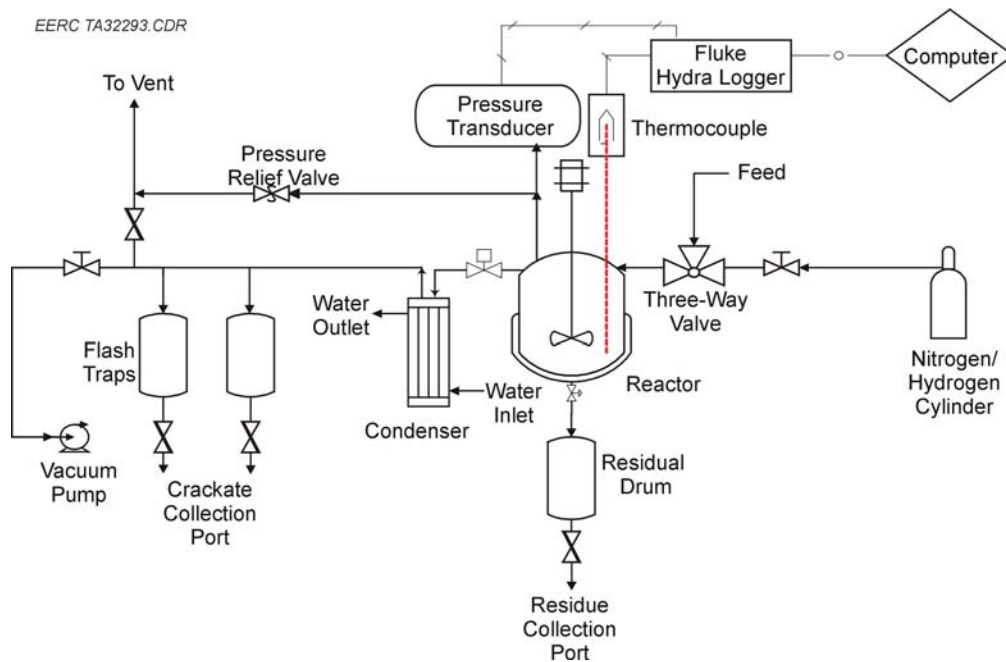 EERC TA32293.CDR
Fluke
Hydra Logger
Computer
To Vent
Pressure
Transducer
Thermocouple
Pressure
Relief Valve
Feed
Water
Outlet
Three-Way
Valve
Flash
Traps
Nitrogen/
Hydrogen
Cylinder
Water
Inlet
Reactor
Condenser
Vacuum
Pump
Crackate
Collection
Port
Residual
Drum
Residue
Collection
Port